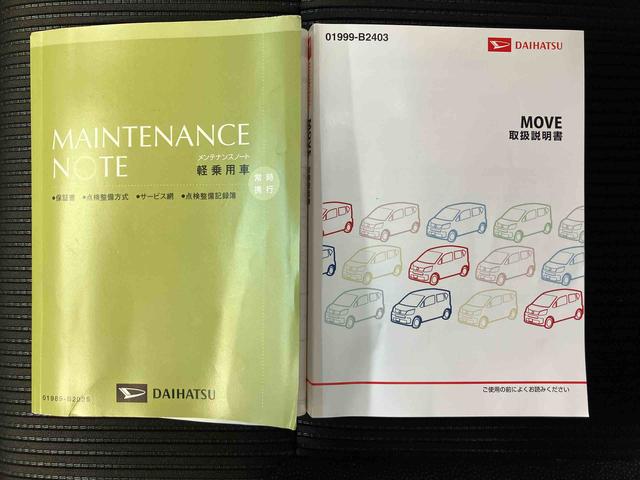 MAINTENANCE
NOTE
メンテナンスノート
軽乗用車
常時
携行
●保証書 ●点検整備方式 ●サービス網 ●点検整備記録簿
DAIHATSU
MOVE
01999-B2403
DAIHATSU
MOVE
取扱説明書
ご使用の前によくお読みください